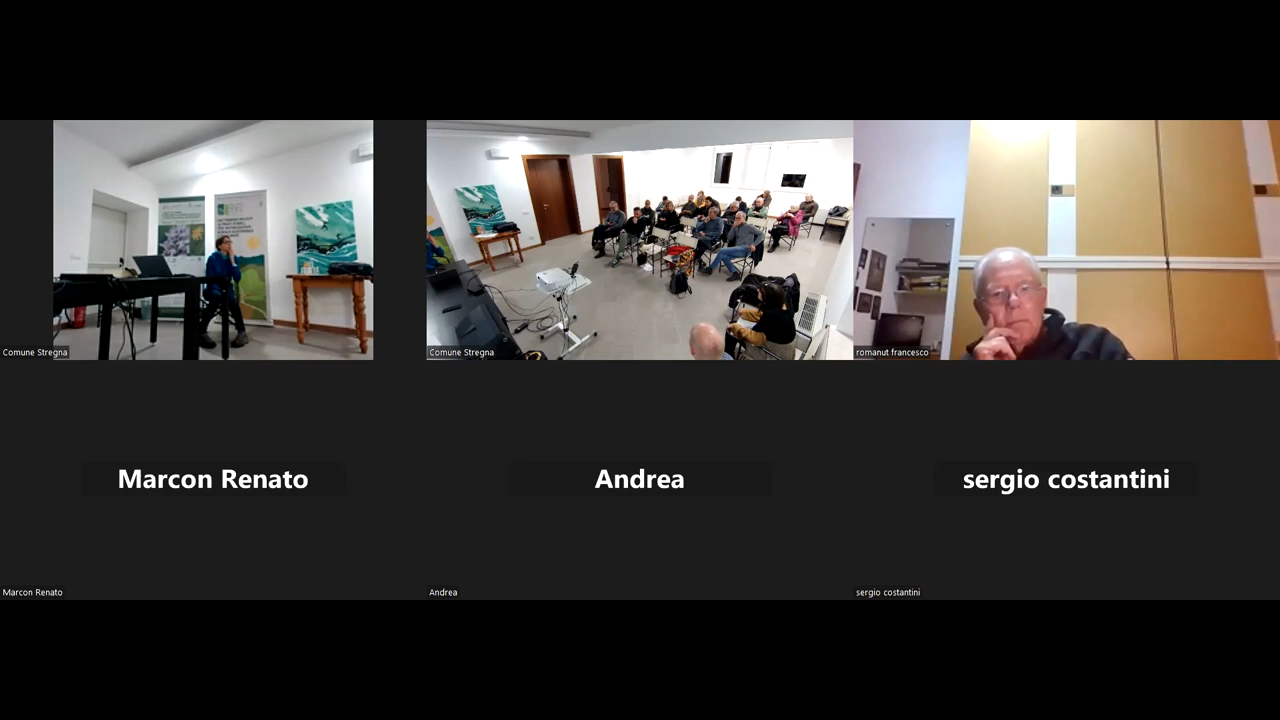 Comune Stregna
Comune Stregna
romanut francesco
Marcon Renato
Andrea
sergio costantini
Marcon Renato
Andrea
sergio costantini